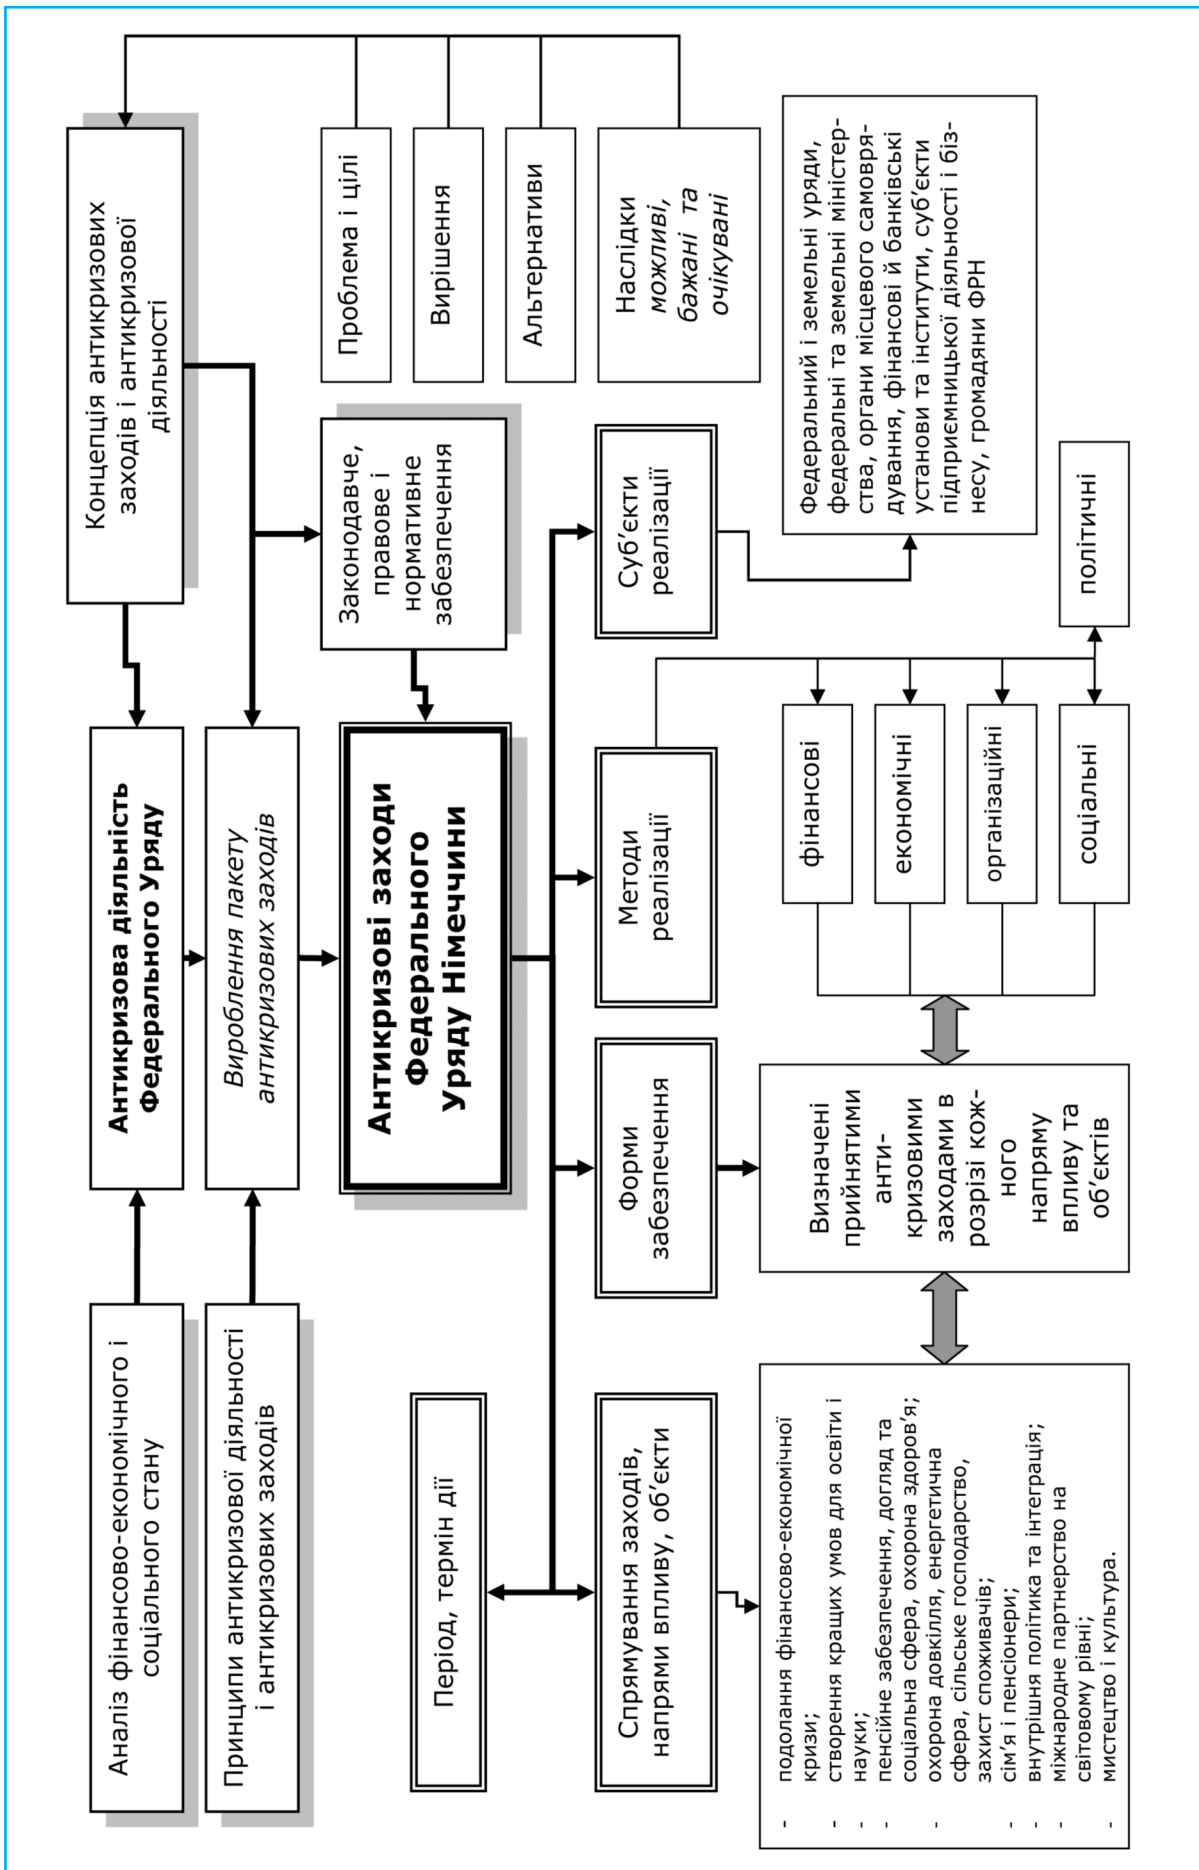 Аналіз фінансово-економічного і
соціального стану
Антикризова діяльність
Федерального Уряду
Концепція антикризових
заходів і антикризової
діяльності
Принципи антикризової діяльності
і антикризових заходів
Вироблення пакету
антикризових заходів
Проблема і цілі
Вирішення
Альтернативи
Наслідки
можливі,
бажані та
очікувані
Законодавче,
правове і
нормативне
забезпечення
Антикризові заходи
Федерального
Уряду Німеччини
Період, термін дії
Спрямування заходів,
напрями впливу, об’єкти
Форми
забезпечення
Методи
реалізації
Суб’єкти
реалізації
- подолання фінансово-економічної
кризи;
- створення кращих умов для освіти і
- науки;
- пенсійне забезпечення, догляд та
соціальна сфера, охорона здоров’я;
- охорона довкілля, енергетична
сфера, сільське господарство,
захист споживачів;
- сім’я і пенсіонери;
- внутрішня політика та інтеграція;
- міжнародне партнерство на
світовому рівні;
- мистецтво і культура.
Визначені
прийнятими
анти-
кризовими
заходами в
розрізі кож-
ного
напряму
впливу та
об’єктів
фінансові
економічні
організаційні
соціальні
політичні
Федеральний і земельні уряди,
федеральні та земельні міністер-
ства, органи місцевого самовря-
дування, фінансові й банківські
установи та інститути, суб’єкти
підприємницької діяльності і біз-
несу, громадяни ФРН